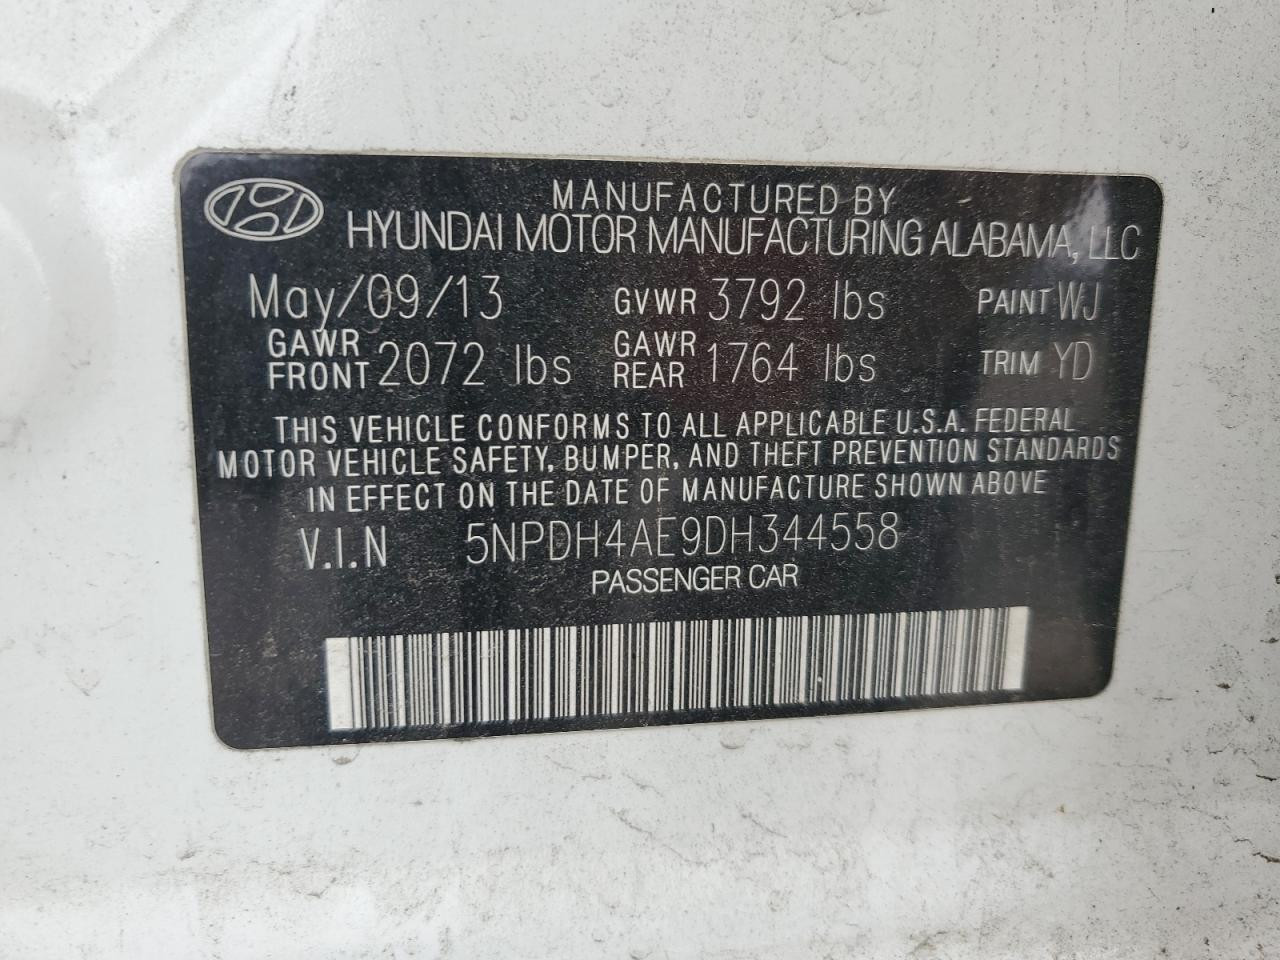 MANUFACTURED BY
HYUNDAI MOTOR MANUFACTURING ALABAMA, LLC
May/09/13 GVWR 3792 lbs PAINT WJ
GAWR FRONT 2072 lbs GAWR REAR 1764 lbs TRIM YD
THIS VEHICLE CONFORMS TO ALL APPLICABLE U.S.A. FEDERAL
MOTOR VEHICLE SAFETY, BUMPER, AND THEFT PREVENTION STANDARDS
IN EFFECT ON THE DATE OF MANUFACTURE SHOWN ABOVE
V.I.N 5NPDH4AE9DH344558
PASSENGER CAR